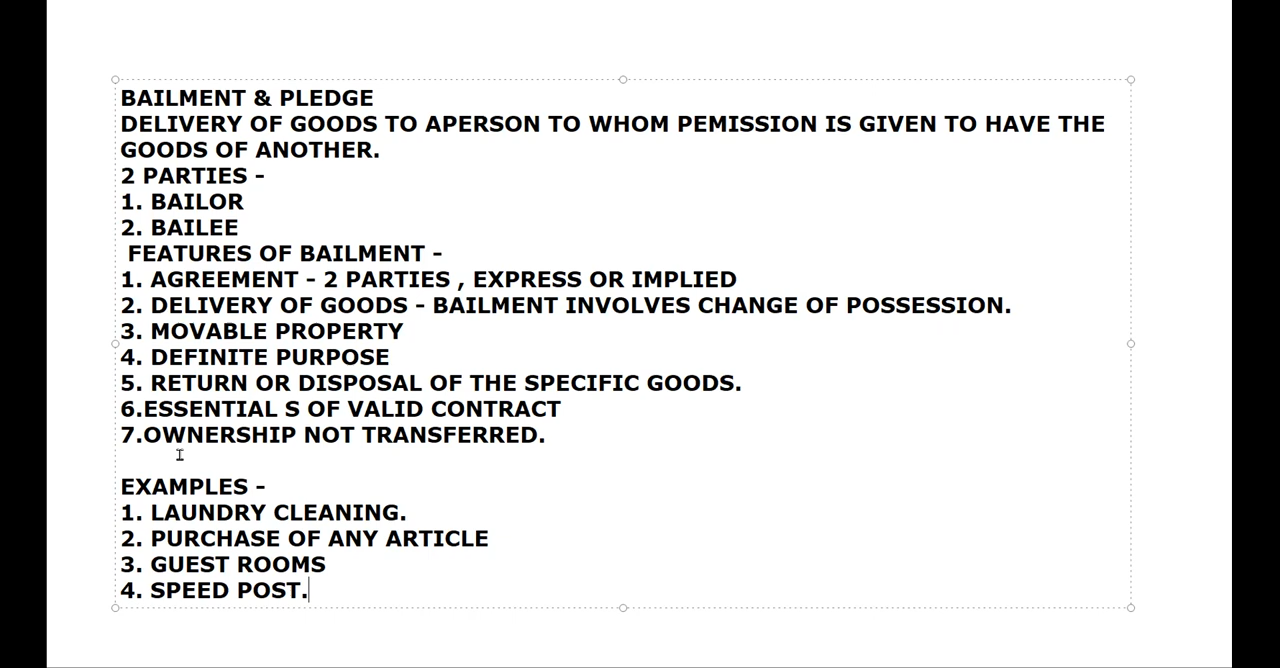 BAILMENT & PLEDGE
DELIVERY OF GOODS TO APERSON TO WHOM PEMISSION IS GIVEN TO HAVE THE
GOODS OF ANOTHER.
2 PARTIES -
1. BAILOR
2. BAILEE
FEATURES OF BAILMENT -
1. AGREEMENT - 2 PARTIES , EXPRESS OR IMPLIED
2. DELIVERY OF GOODS - BAILMENT INVOLVES CHANGE OF POSSESSION.
3. MOVABLE PROPERTY
4. DEFINITE PURPOSE
5. RETURN OR DISPOSAL OF THE SPECIFIC GOODS.
6.ESSENTIAL S OF VALID CONTRACT
7.OWNERSHIP NOT TRANSFERRED.
EXAMPLES -
1. LAUNDRY CLEANING.
2. PURCHASE OF ANY ARTICLE
3. GUEST ROOMS
4. SPEED POST.